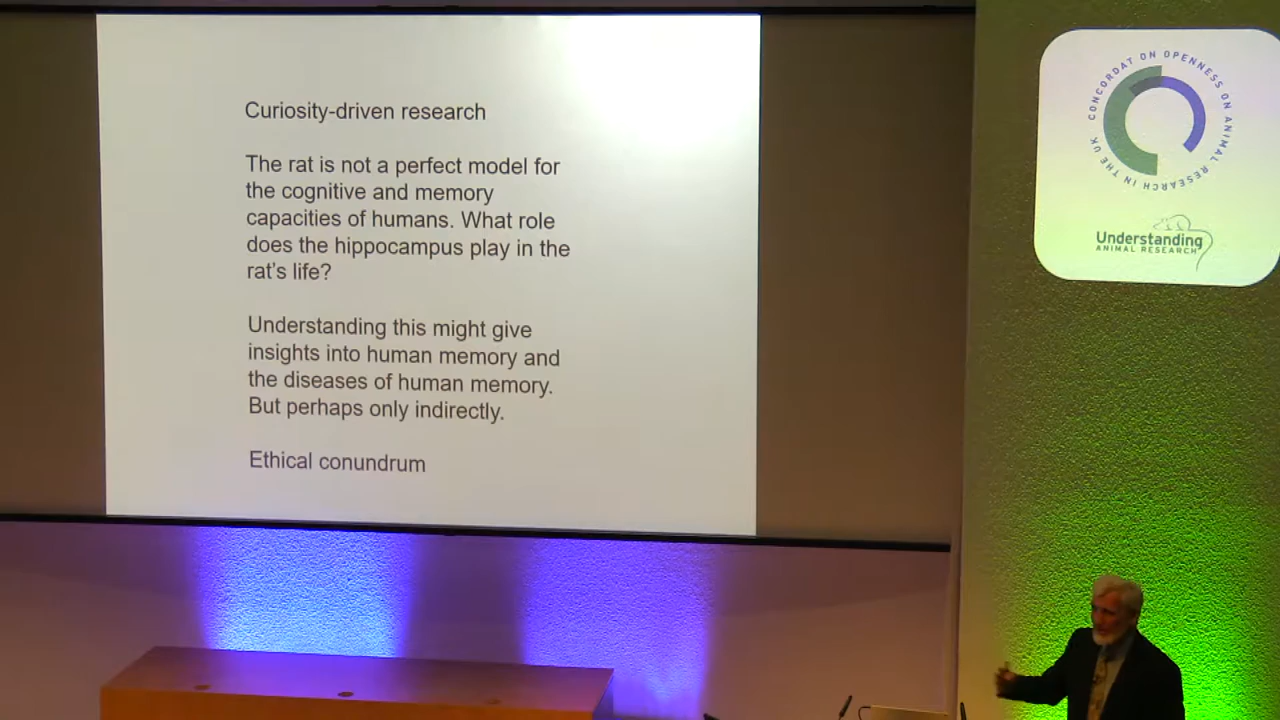 Curiosity-driven research
The rat is not a perfect model for
the cognitive and memory
capacities of humans. What role
does the hippocampus play in the
rat's life?
Understanding this might give
insights into human memory and
the diseases of human memory.
But perhaps only indirectly.
Ethical conundrum
CONCORDAT ON OPENNESS ON ANIMAL RESEARCH IN THE UK
Understanding
ANIMAL RESEARCH